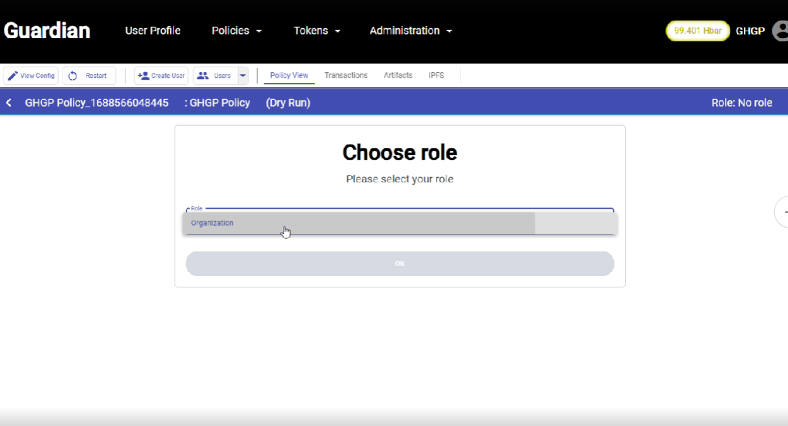 Guardian User Profile Policies Tokens Administration 99.401 Hbar GHGP
View Config Restart Create User Users Policy View Transactions Artifacts IPFS
GHGP Policy_1688566048445 : GHGP Policy (Dry Run) Role: No role
Choose role
Please select your role
Role
Organization
OK